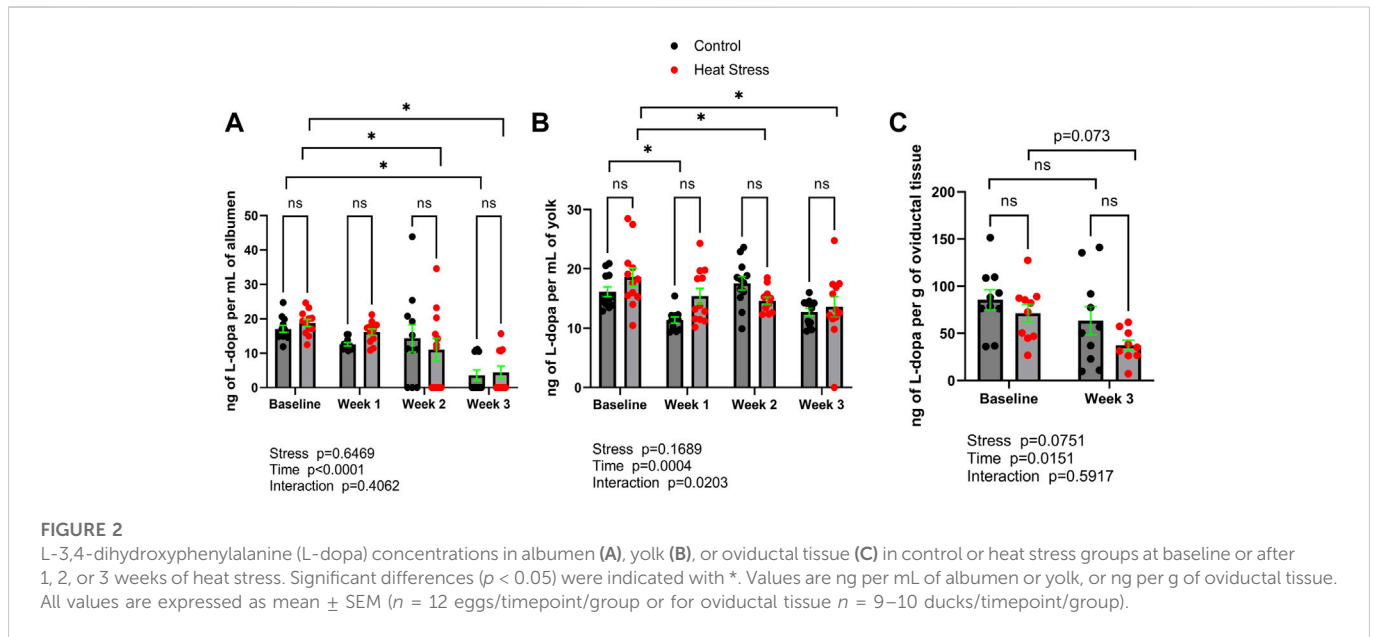 Control
Heat Stress
A
*
*
*
ns
ns
ns
ns
ng of L-dopa per mL of albumen
50
40
30
20
10
0
Baseline
Week 1
Week 2
Week 3
Stress p=0.6469
Time p<0.0001
Interaction p=0.4062
B
*
*
*
ns
ns
ns
ns
ng of L-dopa per mL of yolk
30
20
10
0
Baseline
Week 1
Week 2
Week 3
Stress p=0.1689
Time p=0.0004
Interaction p=0.0203
C
p=0.073
ns
ns
ns
ng of L-dopa per g of oviductal tissue
200
150
100
50
0
Baseline
Week 3
Stress p=0.0751
Time p=0.0151
Interaction p=0.5917
FIGURE 2
L-3,4-dihydroxyphenylalanine (L-dopa) concentrations in albumen (A), yolk (B), or oviductal tissue (C) in control or heat stress groups at baseline or after
1, 2, or 3 weeks of heat stress. Significant differences (p < 0.05) were indicated with *. Values are ng per mL of albumen or yolk, or ng per g of oviductal tissue.
All values are expressed as mean ± SEM (n = 12 eggs/timepoint/group or for oviductal tissue n = 9–10 ducks/timepoint/group).